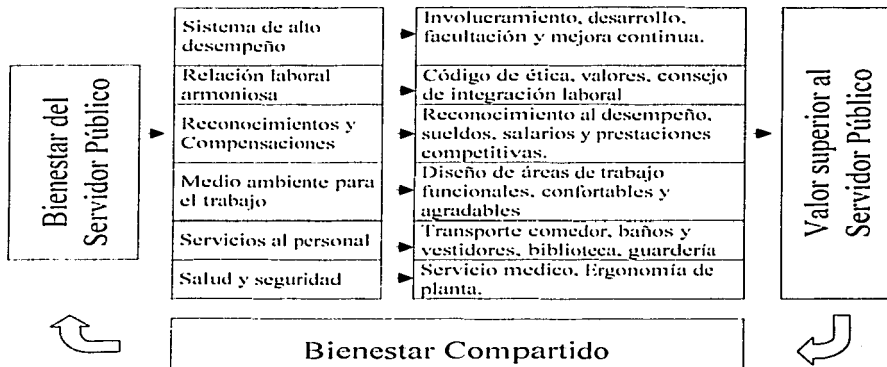 Bienestar del
Servidor Público
Sistema de alto
desempeño
Involucramiento, desarrollo,
facultación y mejora continua.
Relación laboral
armoniosa
Código de ética, valores, consejo
de integración laboral
Reconocimientos y
Compensaciones
Reconocimiento al desempeño,
sueldos, salarios y prestaciones
competitivas.
Medio ambiente para
el trabajo
Diseño de áreas de trabajo
funcionales, confortables y
agradables
Servicios al personal
Transporte comedor, baños y
vestidores, biblioteca, guardería
Salud y seguridad
Servicio medico. Ergonomía de
planta.
Valor superior al
Servidor Público
Bienestar Compartido